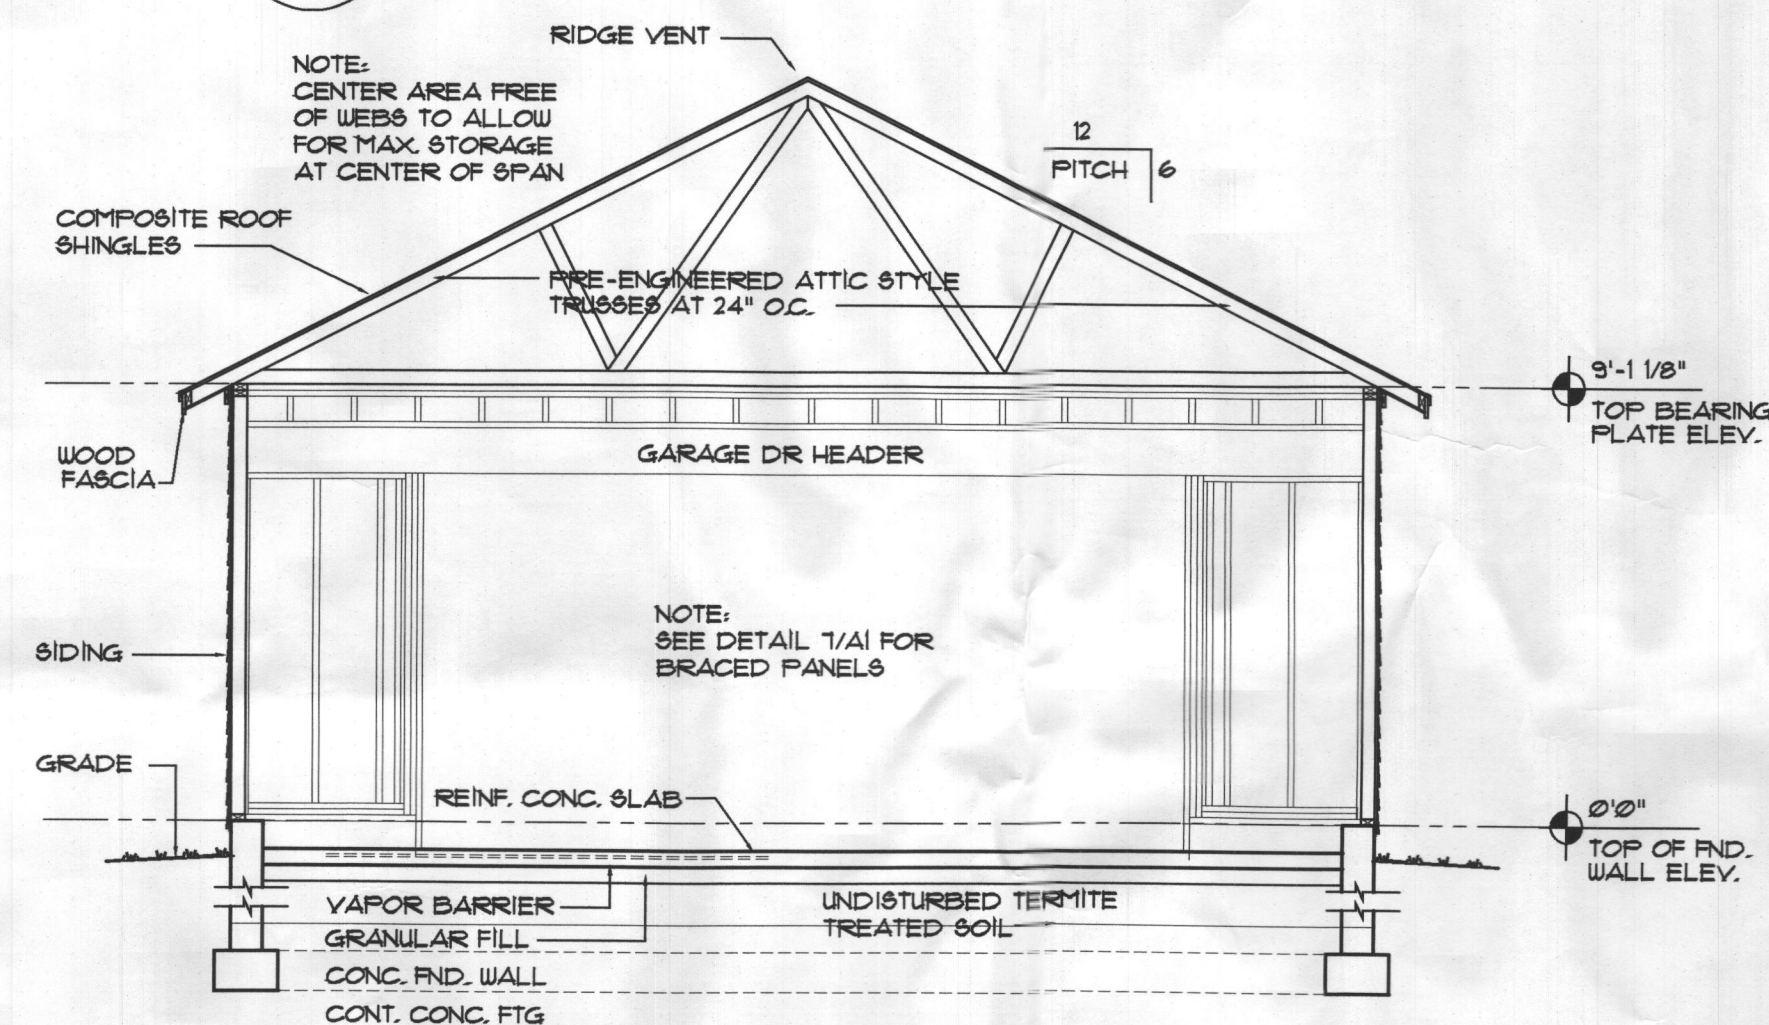 RIDGE VENT
NOTE:
CENTER AREA FREE
OF WEBS TO ALLOW
FOR MAX. STORAGE
AT CENTER OF SPAN
12
PITCH 6
COMPOSITE ROOF
SHINGLES
PRE-ENGINEERED ATTIC STYLE
TRUSSES AT 24" O.C.
9'-1 1/8"
TOP BEARING
PLATE ELEV.
WOOD
FASCIA
GARAGE DR HEADER
NOTE:
SEE DETAIL 7/A1 FOR
BRACED PANELS
SIDING
GRADE
REINF. CONC. SLAB
0'0"
TOP OF FND.
WALL ELEV.
VAPOR BARRIER
UNDISTURBED TERMITE
TREATED SOIL
GRANULAR FILL
CONC. FND. WALL
CONT. CONC. FTG